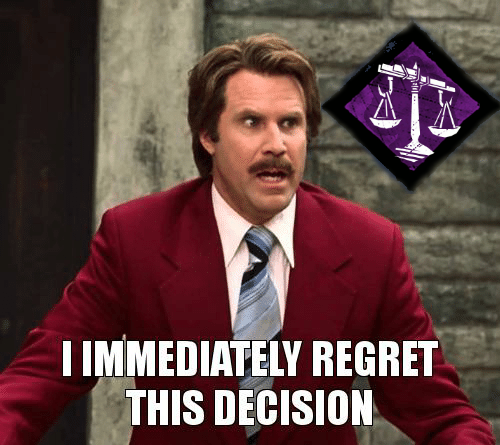 I IMMEDIATELY REGRET
THIS DECISION